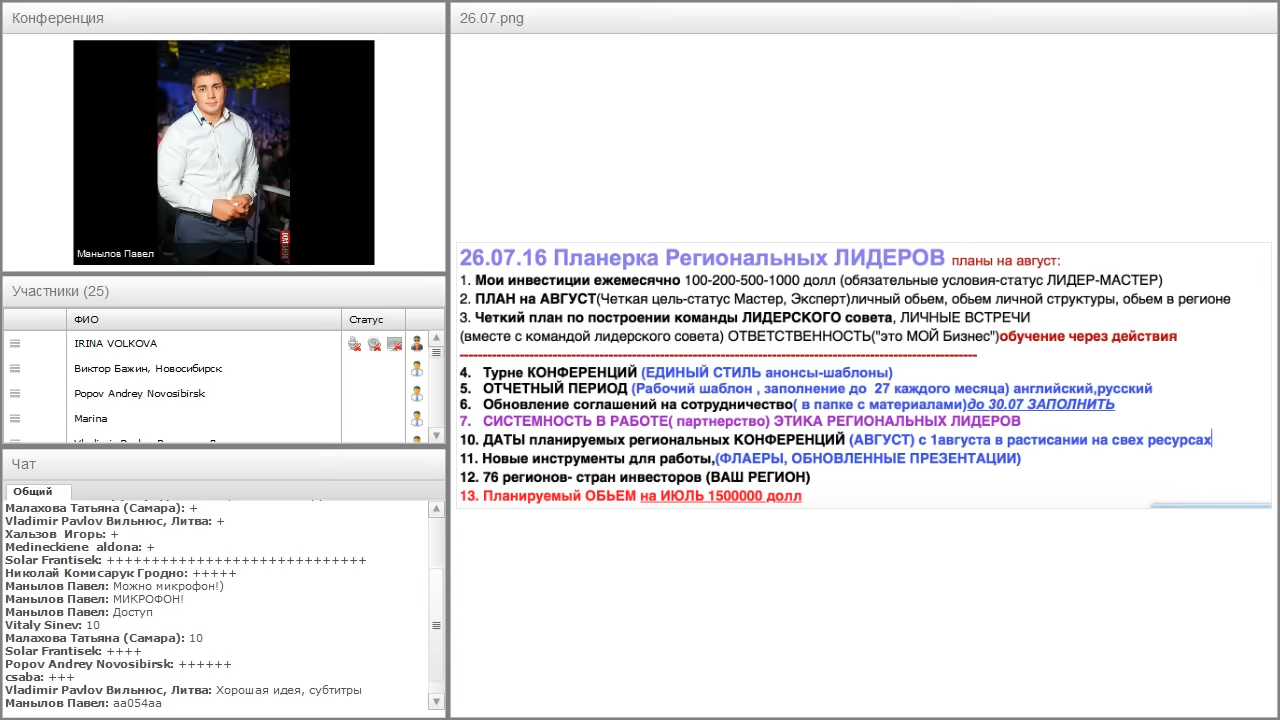 Конференция
Манылов Павел
Участники (25)
ФИО
Статус
IRINA VOLKOVA
Виктор Бажин, Новосибирск
Popov Andrey Novosibirsk
Marina
Чат
Общий
Малахова Татьяна (Самара): +
Vladimir Pavlov Вильнюс, Литва: +
Хальзов Игорь: +
Medineckiene aldona: +
Solar Frantisek: +++++++++++++++++++++++++++++
Николай Комисарук Гродно: +++++
Манылов Павел: Можно микрофон!)
Манылов Павел: МИКРОФОН!
Манылов Павел: Доступ
Vitaly Sinev: 10
Малахова Татьяна (Самара): 10
Solar Frantisek: ++++
Popov Andrey Novosibirsk: ++++++
csaba: +++
Vladimir Pavlov Вильнюс, Литва: Хорошая идея, субтитры
Манылов Павел: aa054aa
26.07.png
26.07.16 Планерка Региональных ЛИДЕРОВ планы на август:
1. Мои инвестиции ежемесячно 100-200-500-1000 долл (обязательные условия-статус ЛИДЕР-МАСТЕР)
2. ПЛАН на АВГУСТ(Четкая цель-статус Мастер, Эксперт)личный обьем, обьем личной структуры, обьем в регионе
3. Четкий план по построению команды ЛИДЕРСКОГО совета, ЛИЧНЫЕ ВСТРЕЧИ
(вместе с командой лидерского совета) ОТВЕТСТВЕННОСТЬ("это МОЙ Бизнес")обучение через действия
4. Турне КОНФЕРЕНЦИЙ (ЕДИНЫЙ СТИЛЬ анонсы-шаблоны)
5 ОТЧЕТНЫЙ ПЕРИОД (Рабочий шаблон , заполнение до 27 каждого месяца) английский,русский
6. Обновление соглашений на сотрудничество( в папке с материалами)до 30.07 ЗАПОЛНИТЬ
7. СИСТЕМНОСТЬ В РАБОТЕ( партнерство) ЭТИКА РЕГИОНАЛЬНЫХ ЛИДЕРОВ
10. ДАТЫ планируемых региональных КОНФЕРЕНЦИЙ (АВГУСТ) с 1августа в растисании на свех ресурсах
11. Новые инструменты для работы,(ФЛАЕРЫ, ОБНОВЛЕННЫЕ ПРЕЗЕНТАЦИИ)
12. 76 регионов- стран инвесторов (ВАШ РЕГИОН)
13. Планируемый ОБЬЕМ на ИЮЛЬ 1500000 долл